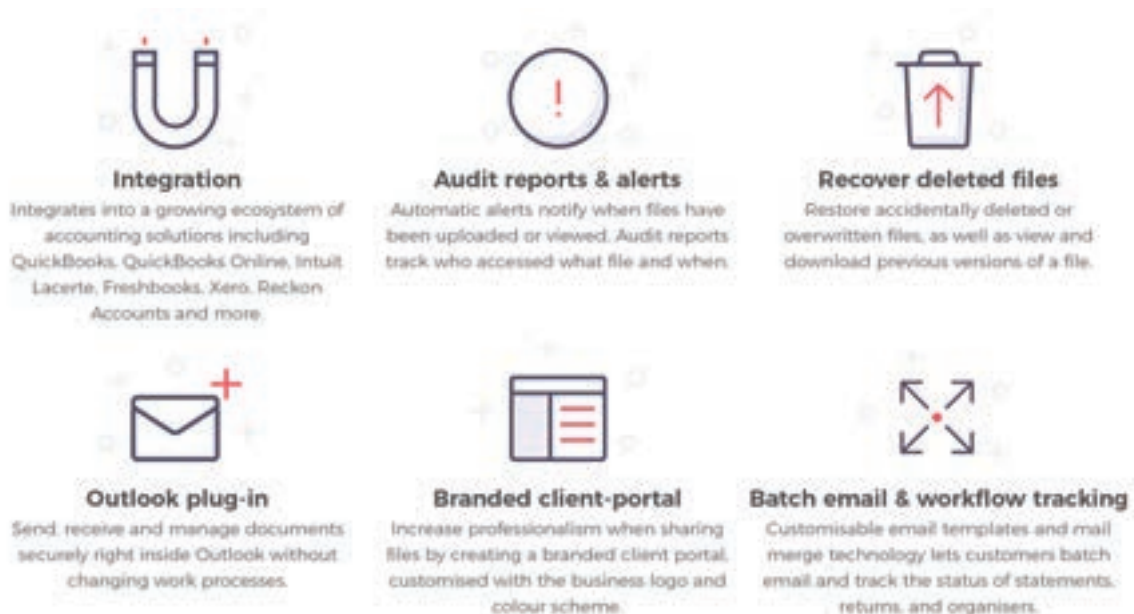 Integration
Integrates into a growing ecosystem of
accounting solutions including
QuickBooks, QuickBooks Online, Intuit
Lacerte, Freshbooks, Xero, Reckon
Accounts and more.
Audit reports & alerts
Automatic alerts notify when files have
been uploaded or viewed. Audit reports
track who accessed what file and when.
Recover deleted files
Restore accidentally deleted or
overwritten files, as well as view and
download previous versions of a file.
Outlook plug-in
Send, receive and manage documents
securely right inside Outlook without
changing work processes.
Branded client-portal
Increase professionalism when sharing
files by creating a branded client portal,
customised with the business logo and
colour scheme.
Batch email & workflow tracking
Customisable email templates and mail
merge technology lets customers batch
email and track the status of statements,
returns, and organisers.